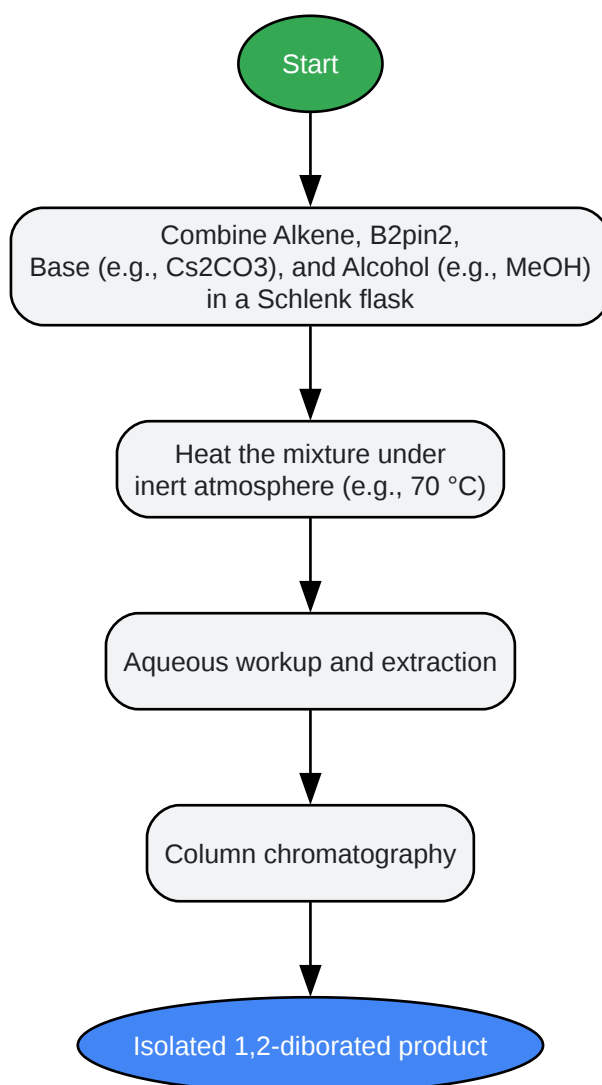 Start
Combine Alkene, B2pin2,
Base (e.g., Cs2CO3), and Alcohol (e.g., MeOH)
in a Schlenk flask
Heat the mixture under
inert atmosphere (e.g., 70 °C)
Aqueous workup and extraction
Column chromatography
Isolated 1,2-diborated product